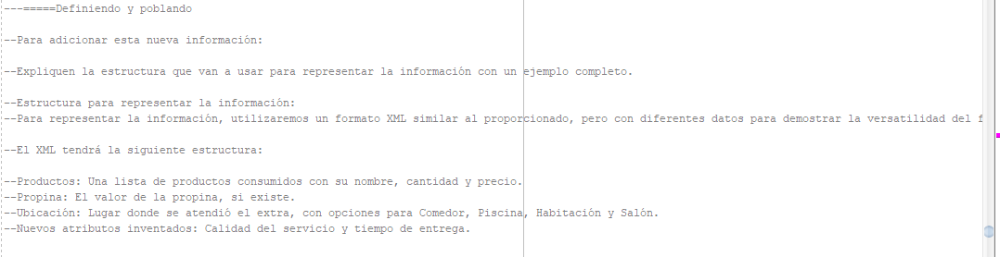 ---=====Definiendo y poblando
--Para adicionar esta nueva información:
--Expliquen la estructura que van a usar para representar la información con un ejemplo completo.
--Estructura para representar la información:
--Para representar la información, utilizaremos un formato XML similar al proporcionado, pero con diferentes datos para demostrar la versatilidad del f
--El XML tendrá la siguiente estructura:
--Productos: Una lista de productos consumidos con su nombre, cantidad y precio.
--Propina: El valor de la propina, si existe.
--Ubicación: Lugar donde se atendió el extra, con opciones para Comedor, Piscina, Habitación y Salón.
--Nuevos atributos inventados: Calidad del servicio y tiempo de entrega.